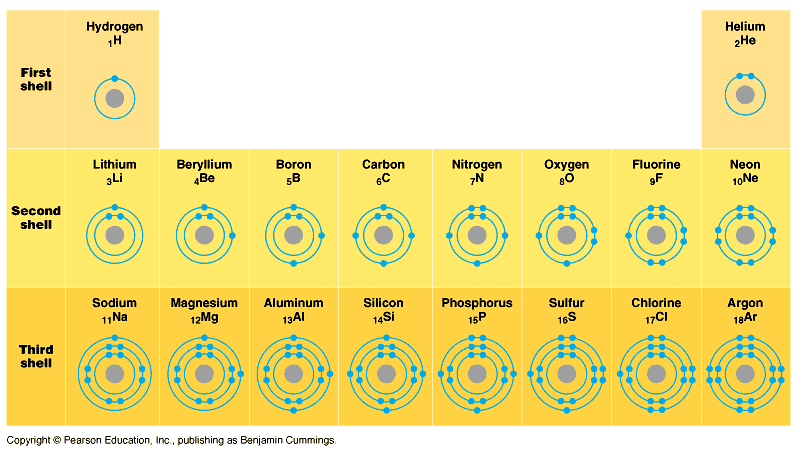 Hydrogen
₁H
Helium
₂He
First
shell
Lithium
₃Li
Beryllium
₄Be
Boron
₅B
Carbon
₆C
Nitrogen
₇N
Oxygen
₈O
Fluorine
₉F
Neon
₁₀Ne
Second
shell
Sodium
₁₁Na
Magnesium
₁₂Mg
Aluminum
₁₃Al
Silicon
₁₄Si
Phosphorus
₁₅P
Sulfur
₁₆S
Chlorine
₁₇Cl
Argon
₁₈Ar
Third
shell
Copyright © Pearson Education, Inc., publishing as Benjamin Cummings.